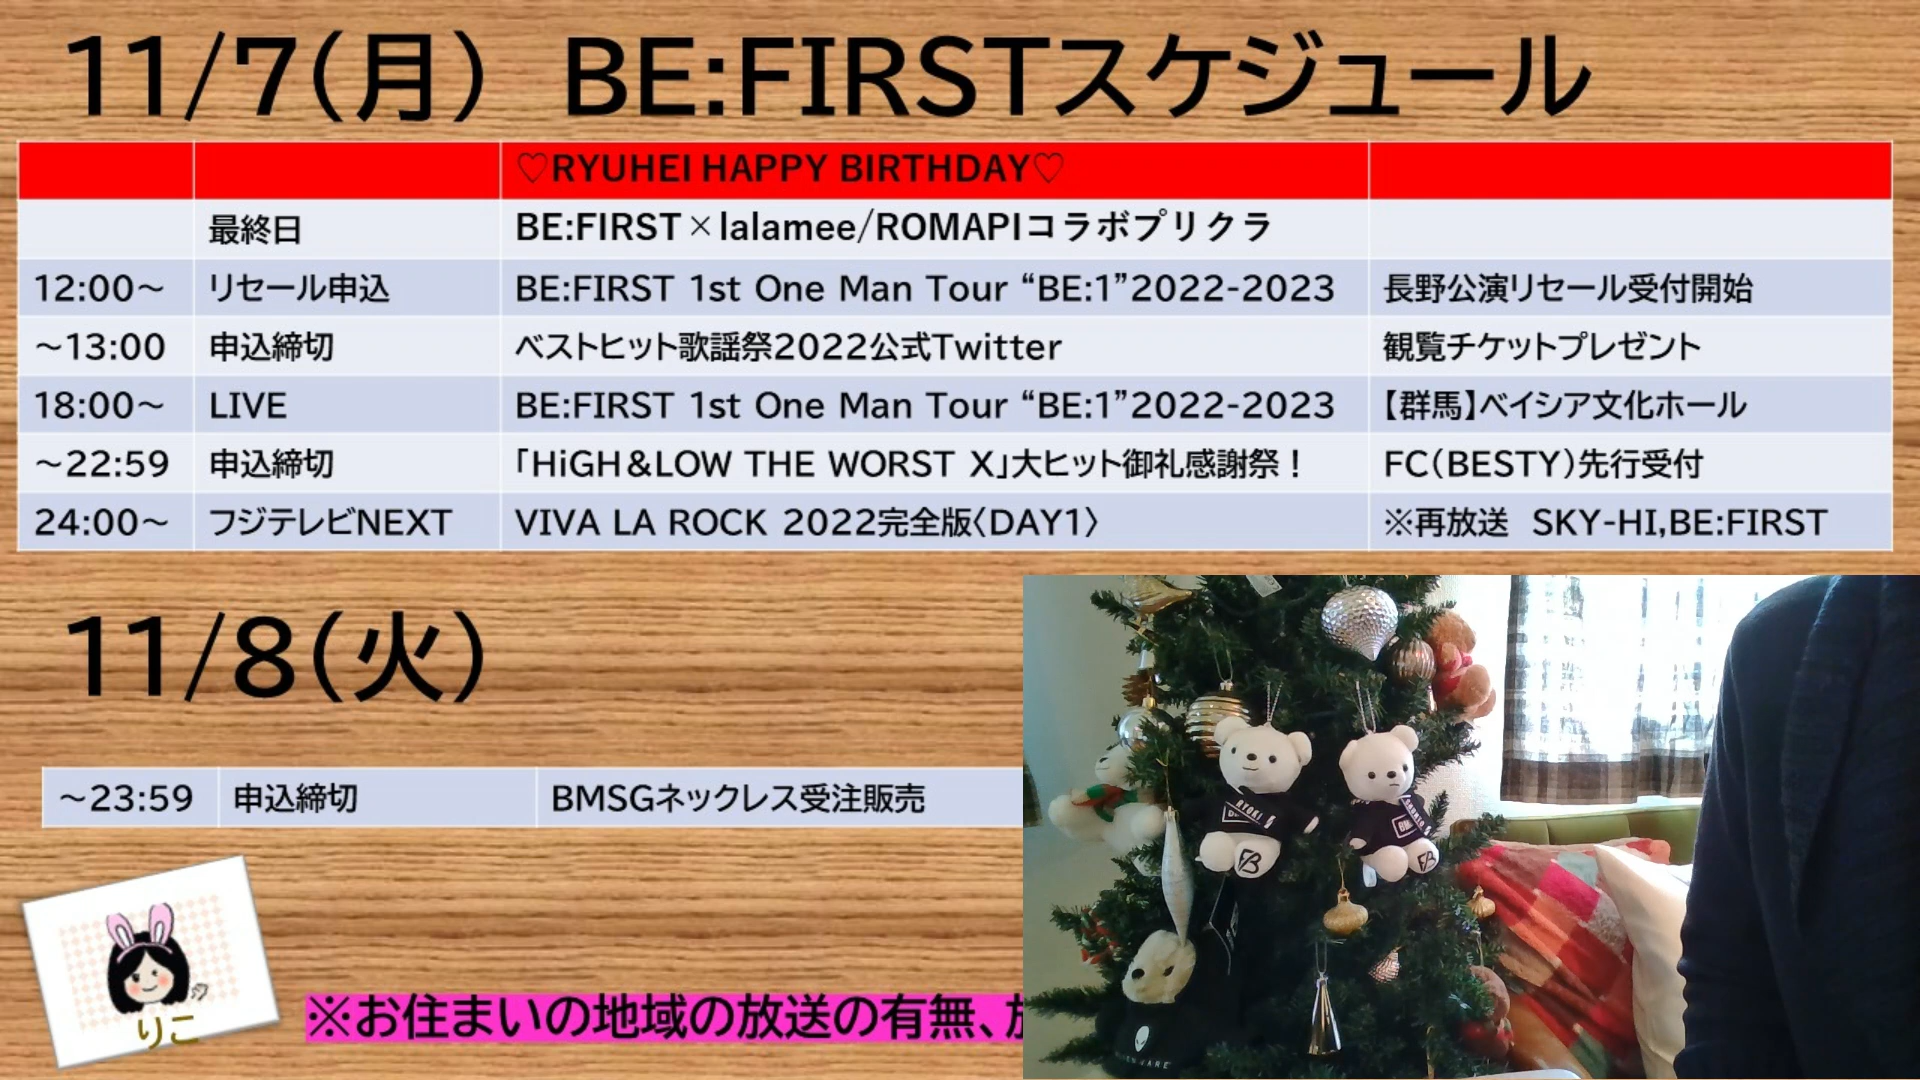 11/7(月) BE:FIRSTスケジュール
♡RYUHEI HAPPY BIRTHDAY♡
最終日 BE:FIRST×lalamee/ROMAPIコラボプリクラ
12:00～ リセール申込 BE:FIRST 1st One Man Tour “BE:1”2022-2023 長野公演リセール受付開始
～13:00 申込締切 ベストヒット歌謡祭2022公式Twitter 観覧チケットプレゼント
18:00～ LIVE BE:FIRST 1st One Man Tour “BE:1”2022-2023 【群馬】ベイシア文化ホール
～22:59 申込締切 「HiGH＆LOW THE WORST X」大ヒット御礼感謝祭！ FC(BESTY)先行受付
24:00～ フジテレビNEXT VIVA LA ROCK 2022完全版〈DAY1〉 ※再放送 SKY-HI,BE:FIRST
11/8(火)
～23:59 申込締切 BMSGネックレス受注販売
RYOKI
りこ
※お住まいの地域の放送の有無、